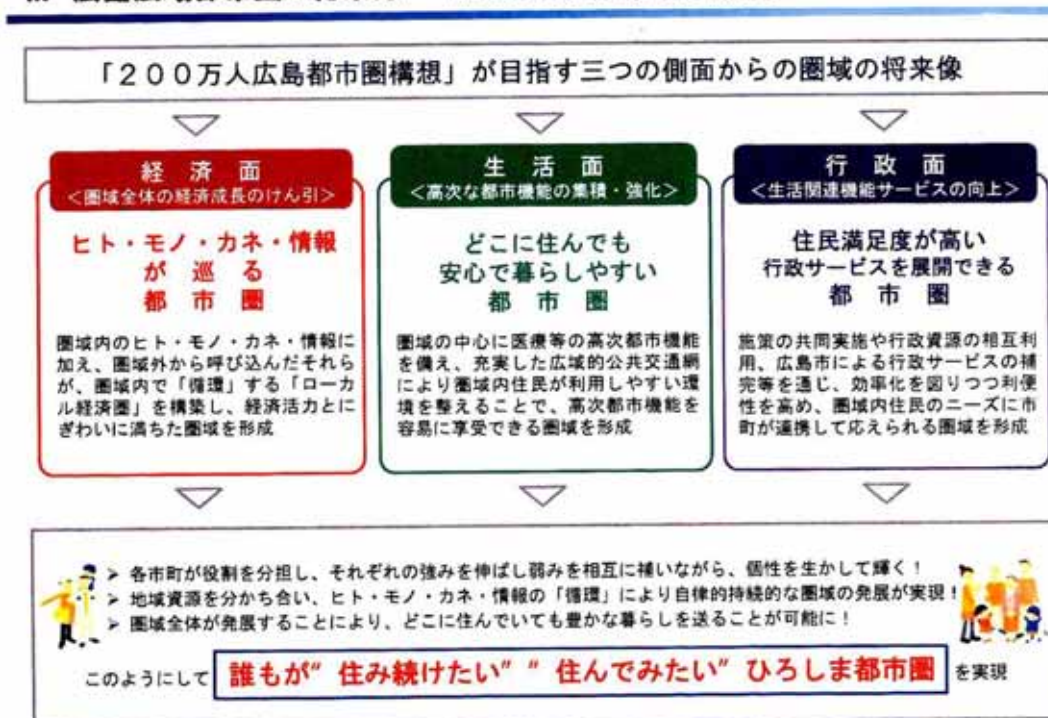 「２００万人広島都市圏構想」が目指す三つの側面からの圏域の将来像
経済面
＜圏域全体の経済成長のけん引＞
ヒト・モノ・カネ・情報
が巡る
都市圏
圏域内のヒト・モノ・カネ・情報に
加え、圏域外から呼び込んだそれら
が、圏域内で「循環」する「ローカ
ル経済圏」を構築し、経済活力とに
ぎわいに満ちた圏域を形成
生活面
＜高次な都市機能の集積・強化＞
どこに住んでも
安心で暮らしやすい
都市圏
圏域の中心に医療等の高次都市機能
を備え、充実した広域的公共交通網
により圏域内住民が利用しやすい環
境を整えることで、高次都市機能を
容易に享受できる圏域を形成
行政面
＜生活関連機能サービスの向上＞
住民満足度が高い
行政サービスを展開できる
都市圏
施策の共同実施や行政資源の相互利
用、広島市による行政サービスの補
完等を通じ、効率化を図りつつ利便
性を高め、圏域内住民のニーズに市
町が連携して応えられる圏域を形成
➢ 各市町が役割を分担し、それぞれの強みを伸ばし弱みを相互に補いながら、個性を生かして輝く！
➢ 地域資源を分かち合い、ヒト・モノ・カネ・情報の「循環」により自律的持続的な圏域の発展が実現！
➢ 圏域全体が発展することにより、どこに住んでいても豊かな暮らしを送ることが可能に！
このようにして 誰もが"住み続けたい""住んでみたい"ひろしま都市圏 を実現